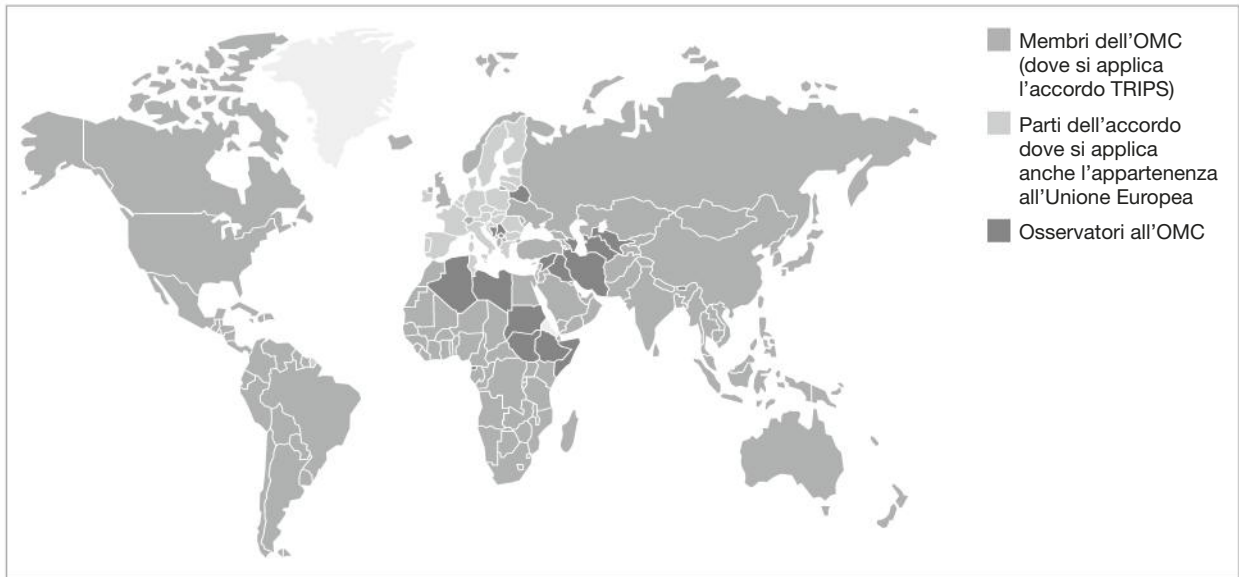 Membri dell'OMC
(dove si applica
l'accordo TRIPS)
Parti dell'accordo
dove si applica
anche l'appartenenza
all'Unione Europea
Osservatori all'OMC